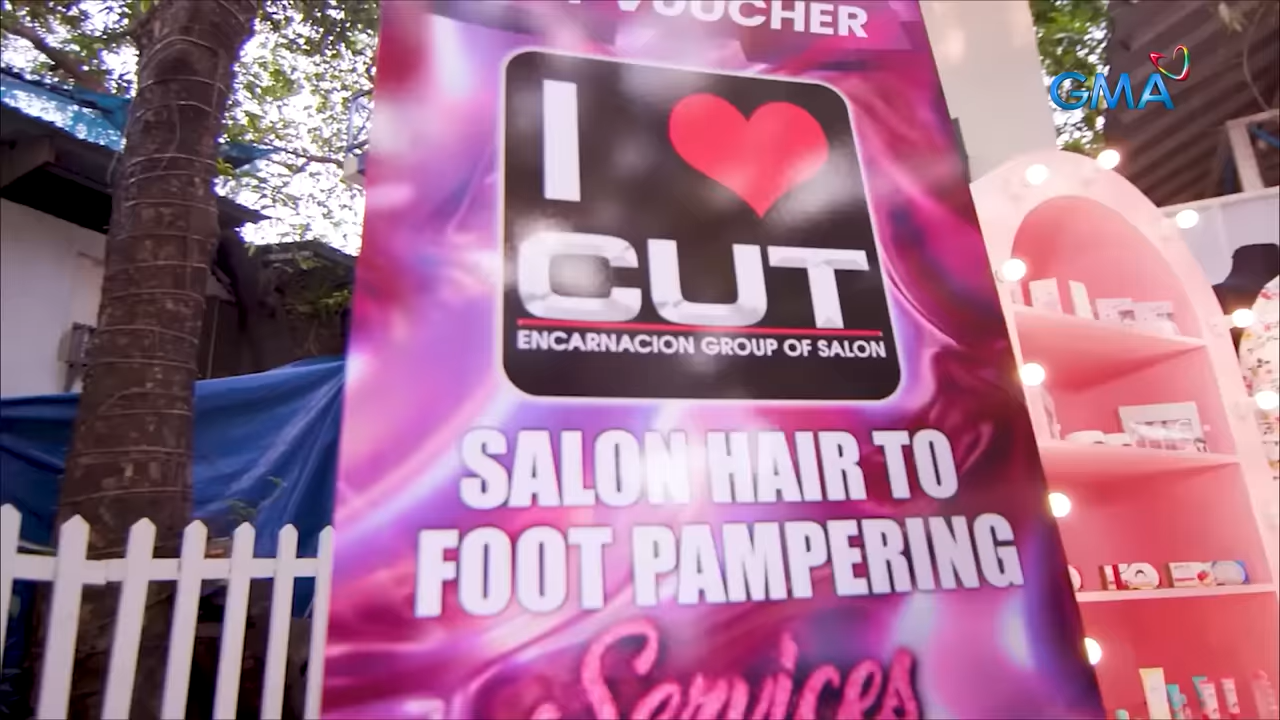 VOUCHER
GMA
I
CUT
ENCARNACION GROUP OF SALON
SALON HAIR TO
FOOT PAMPERING
Services